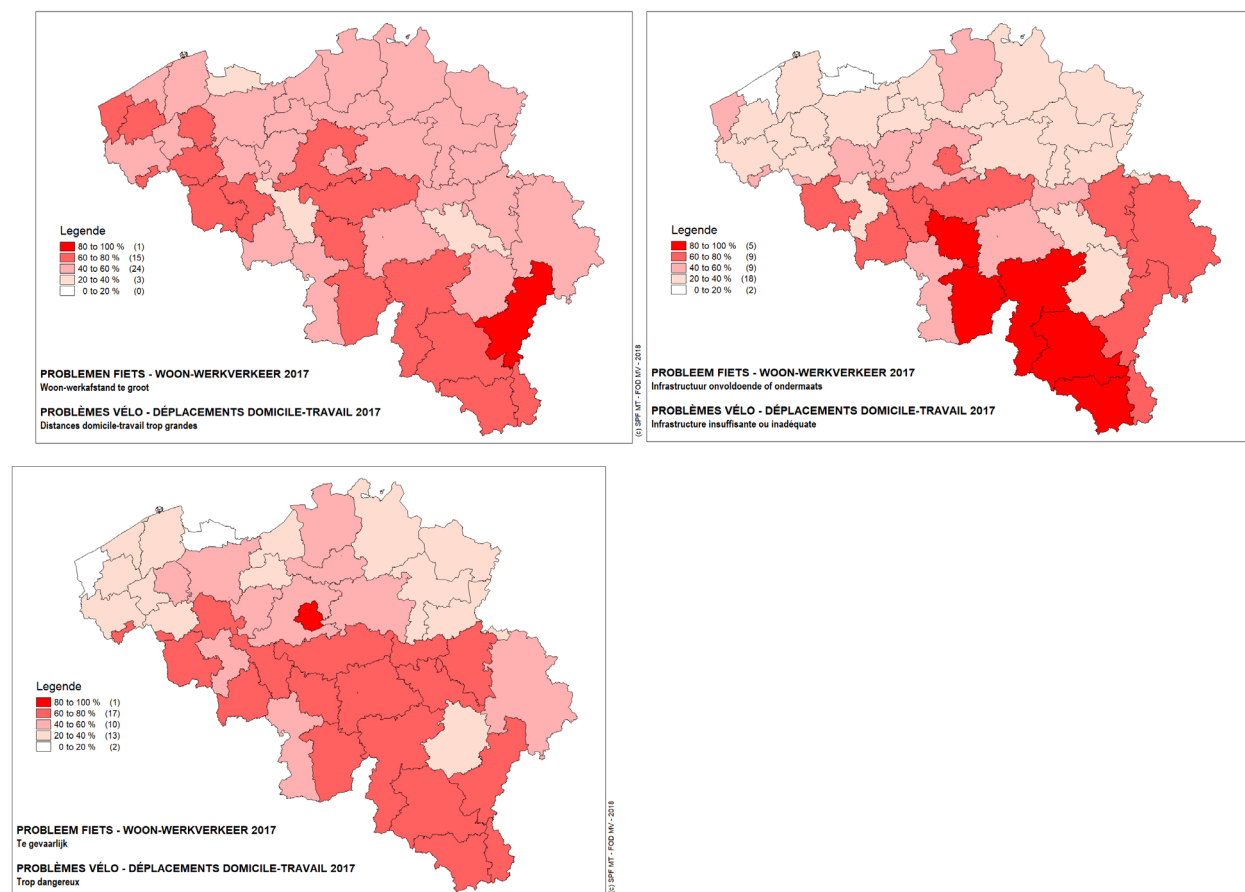 Legende
80 to 100 % (1)
60 to 80 % (15)
40 to 60 % (24)
20 to 40 % (3)
0 to 20 % (0)
PROBLEMEN FIETS - WOON-WERKVERKEER 2017
Woon-werkafstand te groot
PROBLÈMES VÉLO - DÉPLACEMENTS DOMICILE-TRAVAIL 2017
Distances domicile-travail trop grandes
(c) SPF MT - FOD MV - 2018
Legende
80 to 100 % (5)
60 to 80 % (9)
40 to 60 % (9)
20 to 40 % (18)
0 to 20 % (2)
PROBLEEM FIETS - WOON-WERKVERKEER 2017
Infrastructuur onvoldoende of ondermaats
PROBLÈMES VÉLO - DÉPLACEMENTS DOMICILE-TRAVAIL 2017
Infrastructure insuffisante ou inadéquate
Legende
80 to 100 % (1)
60 to 80 % (17)
40 to 60 % (10)
20 to 40 % (13)
0 to 20 % (2)
PROBLEEM FIETS - WOON-WERKVERKEER 2017
Te gevaarlijk
PROBLÈMES VÉLO - DÉPLACEMENTS DOMICILE-TRAVAIL 2017
Trop dangereux
(c) SPF MT - FOD MV - 2018